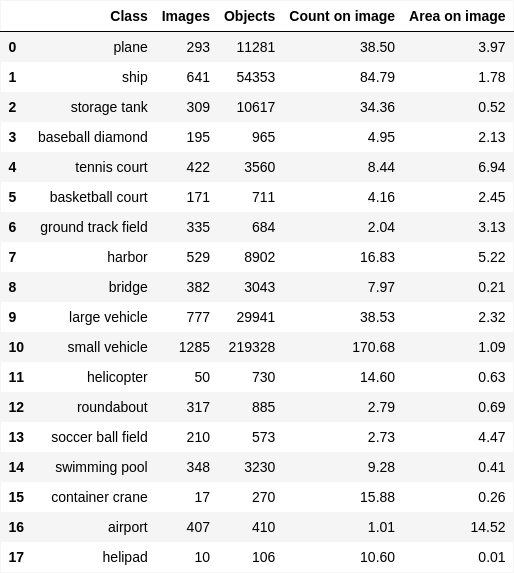 Class Images Objects Count on image Area on image
0 plane 293 11281 38.50 3.97
1 ship 641 54353 84.79 1.78
2 storage tank 309 10617 34.36 0.52
3 baseball diamond 195 965 4.95 2.13
4 tennis court 422 3560 8.44 6.94
5 basketball court 171 711 4.16 2.45
6 ground track field 335 684 2.04 3.13
7 harbor 529 8902 16.83 5.22
8 bridge 382 3043 7.97 0.21
9 large vehicle 777 29941 38.53 2.32
10 small vehicle 1285 219328 170.68 1.09
11 helicopter 50 730 14.60 0.63
12 roundabout 317 885 2.79 0.69
13 soccer ball field 210 573 2.73 4.47
14 swimming pool 348 3230 9.28 0.41
15 container crane 17 270 15.88 0.26
16 airport 407 410 1.01 14.52
17 helipad 10 106 10.60 0.01